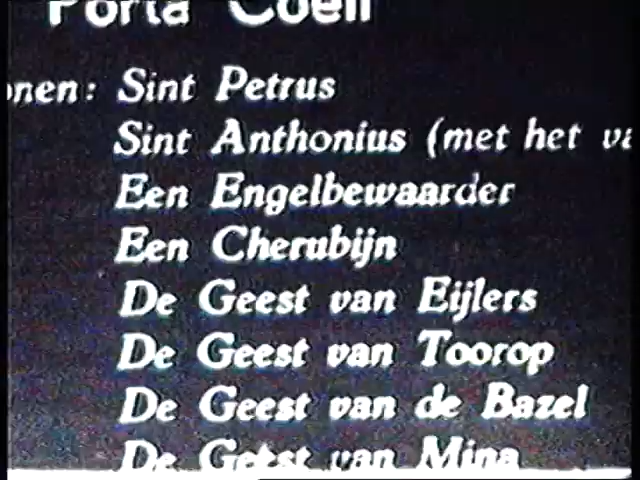 Porta Coeli
Sint Petrus
Sint Anthonius (met het
Een Engelbewaarder
Een Cherubijn
De Geest van Eijlers
De Geest van Toorop
De Geest van de Bazel
De Geest van Mina